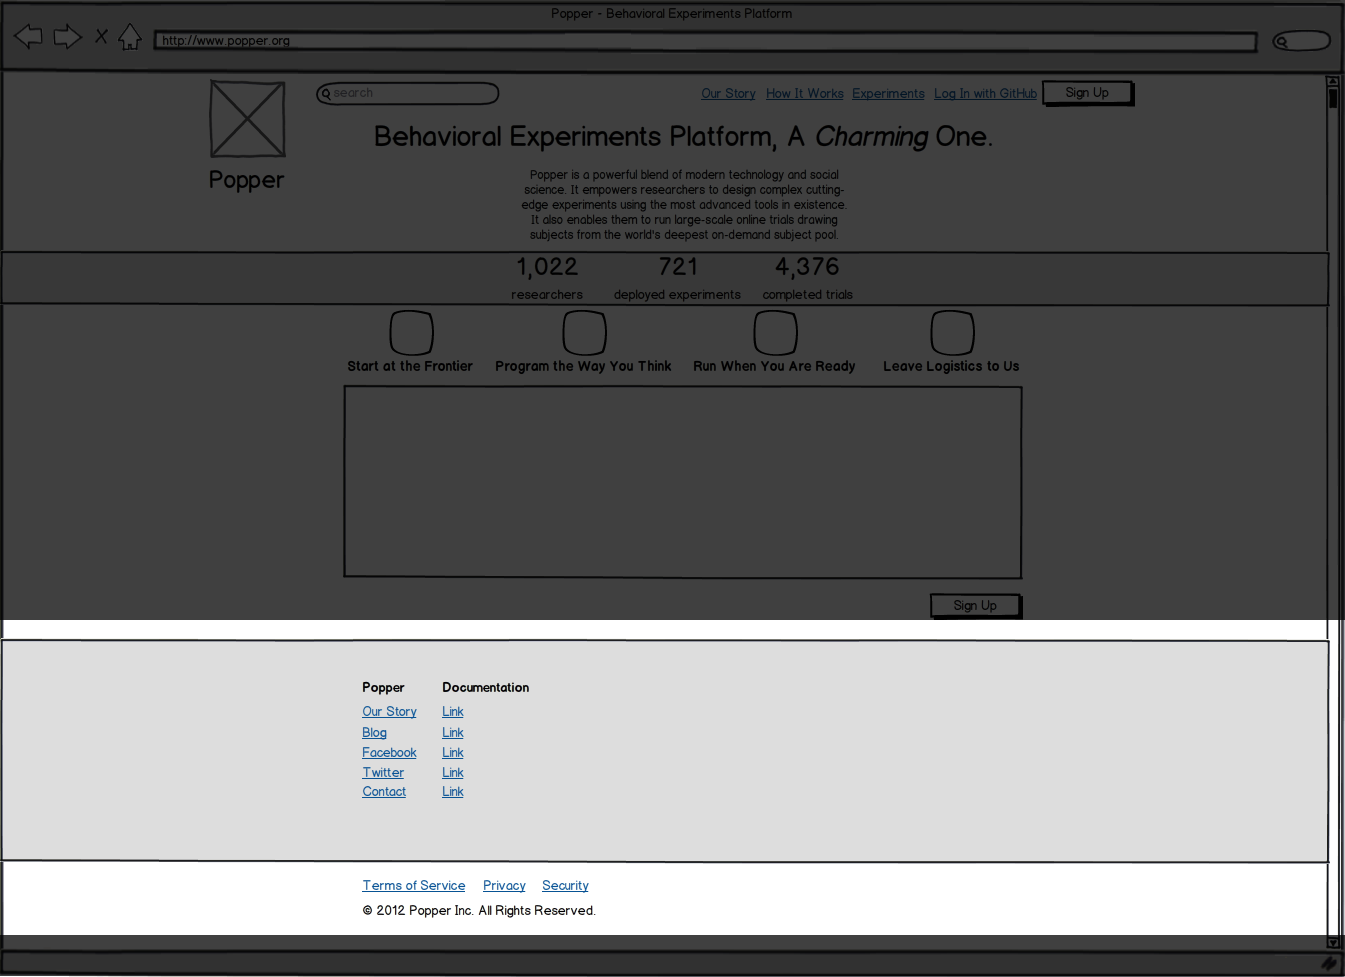 Popper - Behavioral Experiments Platform
http://www.popper.org
search
Our Story How It Works Experiments Log In with GitHub Sign Up
Behavioral Experiments Platform, A Charming One.
Popper
Popper is a powerful blend of modern technology and social
science. It empowers researchers to design complex cutting-
edge experiments using the most advanced tools in existence.
It also enables them to run large-scale online trials drawing
subjects from the world's deepest on-demand subject pool.
1,022 721 4,376
researchers deployed experiments completed trials
Start at the Frontier Program the Way You Think Run When You Are Ready Leave Logistics to Us
Sign Up
Popper Documentation
Our Story Link
Blog Link
Facebook Link
Twitter Link
Contact Link
Terms of Service Privacy Security
© 2012 Popper Inc. All Rights Reserved.